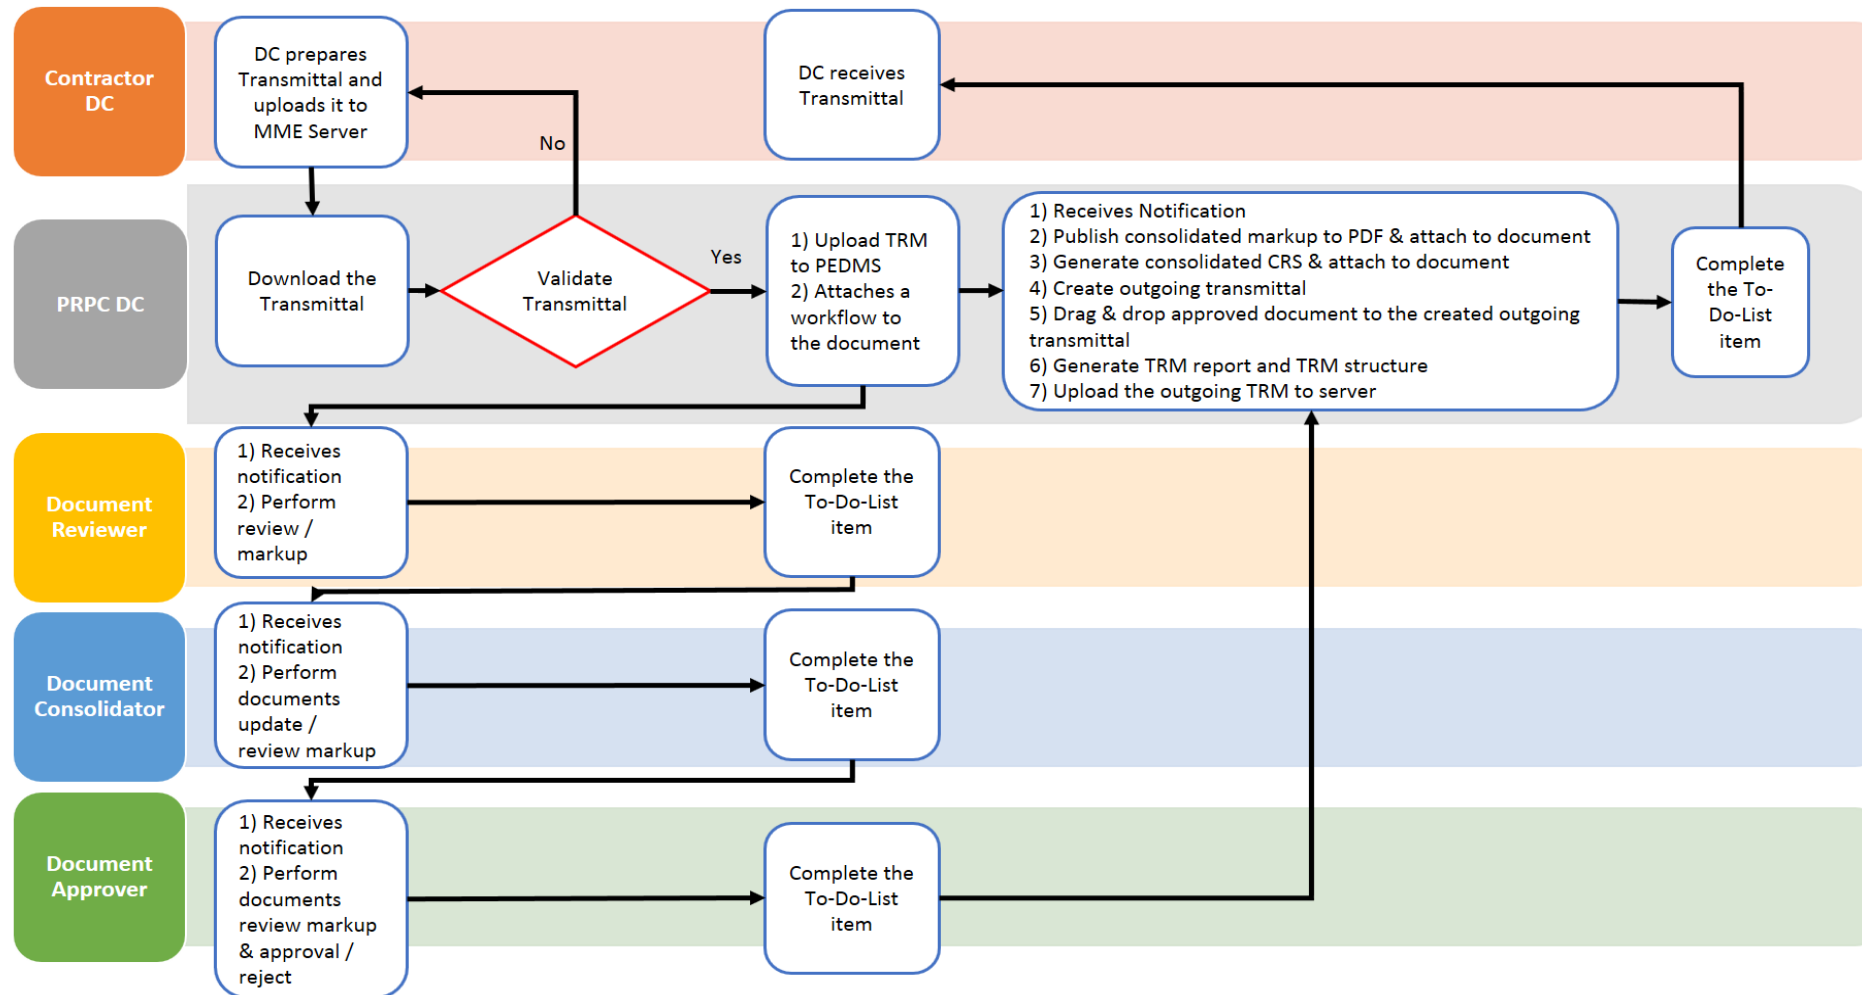 Contractor
DC
DC prepares
Transmittal and
uploads it to
MME Server
No
DC receives
Transmittal
PRPC DC
Download the
Transmittal
Validate
Transmittal
Yes
1) Upload TRM
to PEDMS
2) Attaches a
workflow to
the document
1) Receives Notification
2) Publish consolidated markup to PDF & attach to document
3) Generate consolidated CRS & attach to document
4) Create outgoing transmittal
5) Drag & drop approved document to the created outgoing
transmittal
6) Generate TRM report and TRM structure
7) Upload the outgoing TRM to server
Complete
the To-
Do-List
item
Document
Reviewer
1) Receives
notification
2) Perform
review /
markup
Complete the
To-Do-List
item
Document
Consolidator
1) Receives
notification
2) Perform
documents
update /
review markup
Complete the
To-Do-List
item
Document
Approver
1) Receives
notification
2) Perform
documents
review markup
& approval /
reject
Complete the
To-Do-List
item